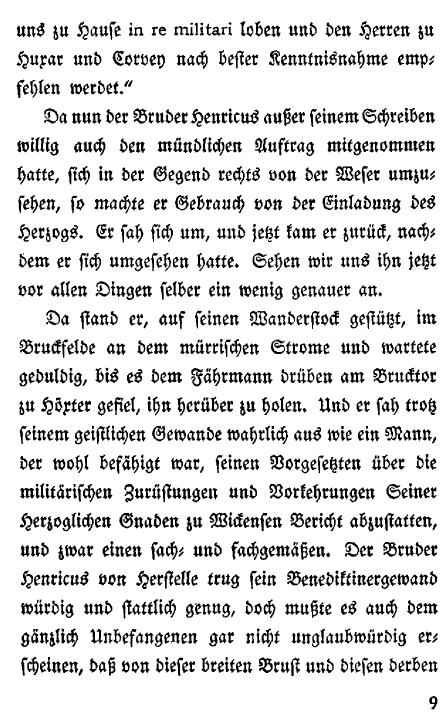 uns zu Hause in re militari loben und den Herren zu
Huxar und Corvey nach bester Kenntnisnahme emp⸗
fehlen werdet.“
Da nun der Bruder Henricus außer seinem Schreiben
willig auch den mündlichen Auftrag mitgenommen
hatte, sich in der Gegend rechts von der Weser umzu⸗
sehen, so machte er Gebrauch von der Einladung des
Herzogs. Er sah sich um, und jetzt kam er zurück, nach⸗
dem er sich umgesehen hatte. Sehen wir uns ihn jetzt
vor allen Dingen selber ein wenig genauer an.
Da stand er, auf seinen Wanderstock gestützt, im
Bruckfelde an dem mürrischen Strome und wartete
geduldig, bis es dem Fährmann drüben am Brucktor
zu Höxter gefiel, ihn herüber zu holen. Und er sah trotz
seinem geistlichen Gewande wahrlich aus wie ein Mann,
der wohl befähigt war, seinen Vorgesetzten über die
militärischen Zurüstungen und Vorkehrungen Seiner
Herzoglichen Gnaden zu Wickensen Bericht abzustatten,
und zwar einen sach⸗ und fachgemäßen. Der Bruder
Henricus von Herstelle trug sein Benediktinergewand
würdig und stattlich genug, doch mußte es auch dem
gänzlich Unbefangenen gar nicht unglaubwürdig er⸗
scheinen, daß von dieser breiten Brust und diesen derben
9